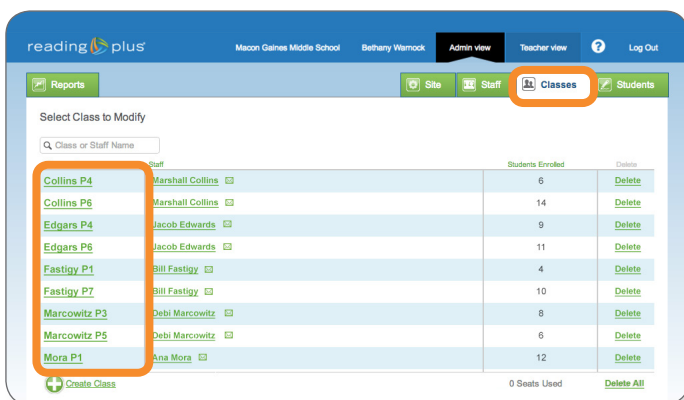 reading plus Macon Gaines Middle School Bethany Warnock Admin view Teacher view ? Log Out
Reports Site Staff Classes Students
Select Class to Modify
Class or Staff Name
Staff Students Enrolled Delete
Collins P4 Marshall Collins 6 Delete
Collins P6 Marshall Collins 14 Delete
Edgars P4 Jacob Edwards 9 Delete
Edgars P6 Jacob Edwards 11 Delete
Fastigy P1 Bill Fastigy 4 Delete
Fastigy P7 Bill Fastigy 10 Delete
Marcowitz P3 Debi Marcowitz 8 Delete
Marcowitz P5 Debi Marcowitz 6 Delete
Mora P1 Ana Mora 12 Delete
Create Class 0 Seats Used Delete All